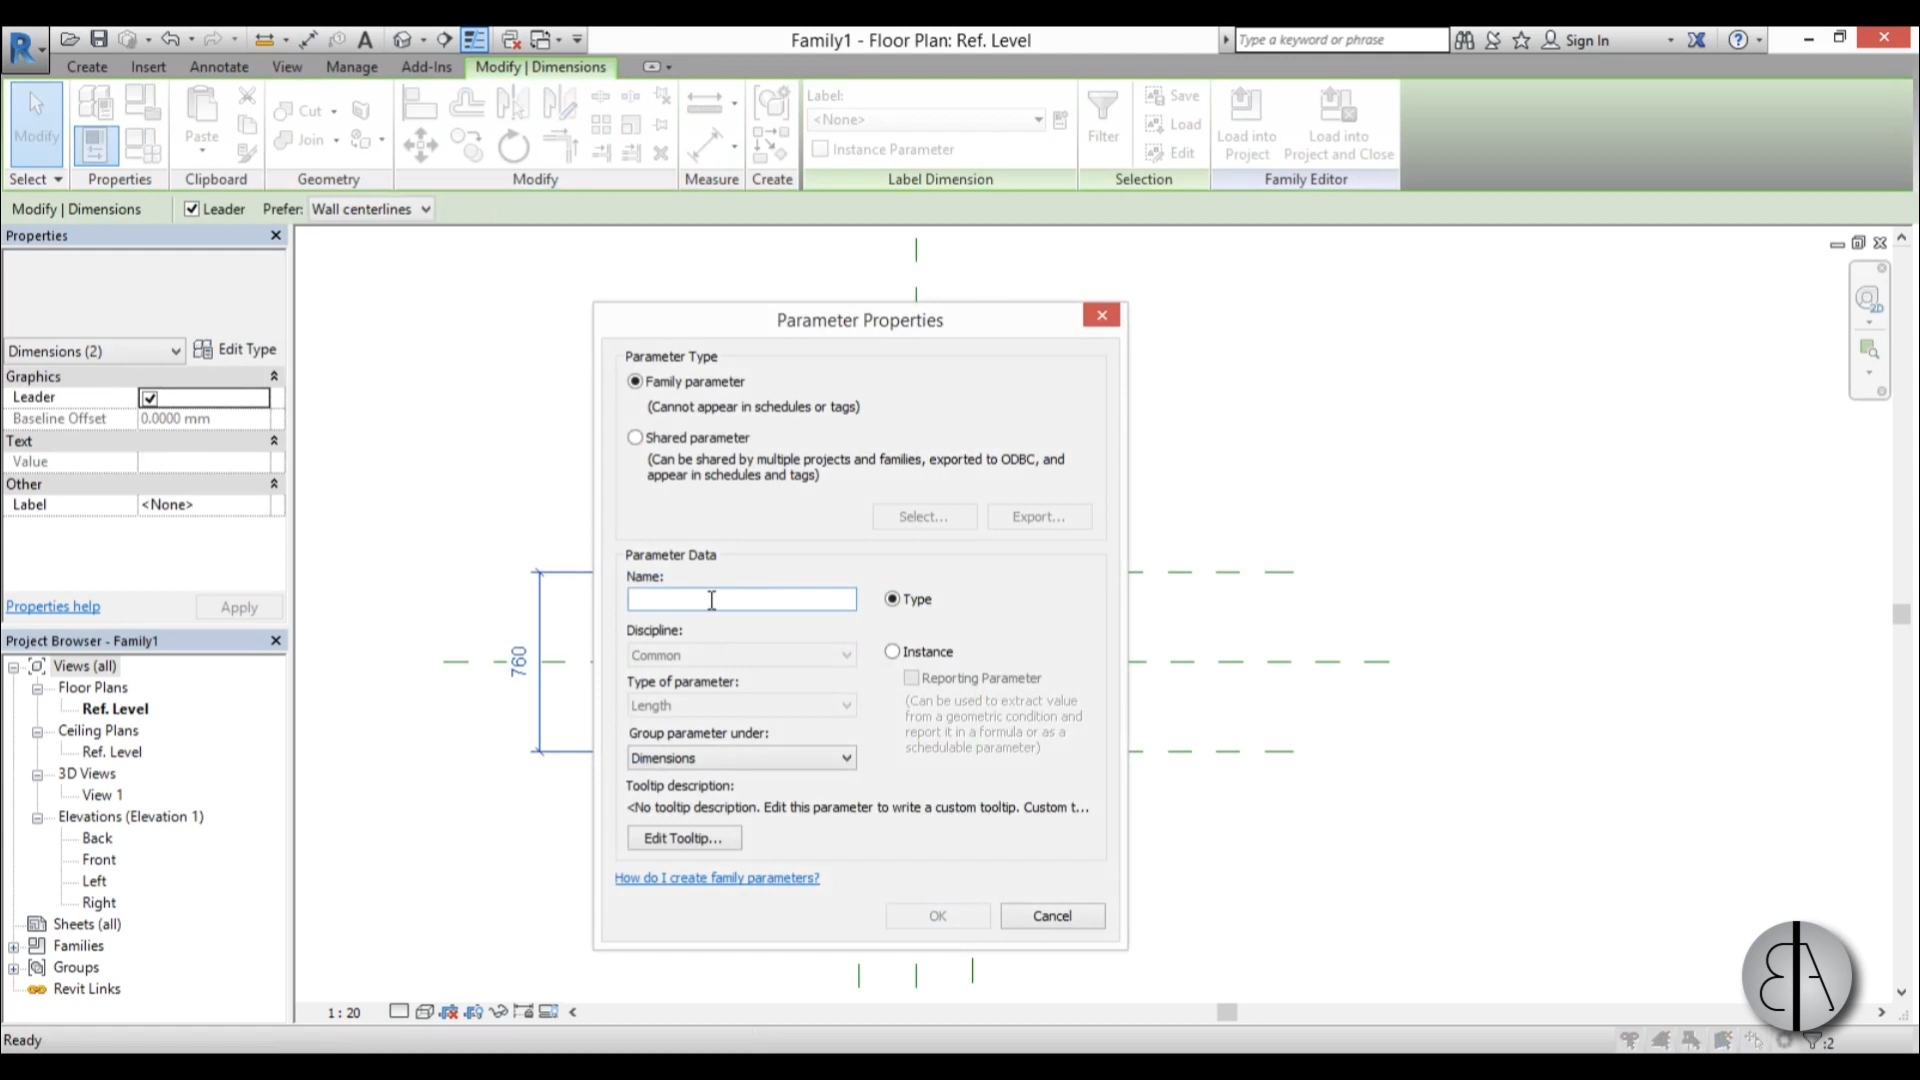 Family1 - Floor Plan: Ref. Level
Type a keyword or phrase
Sign In
Create Insert Annotate View Manage Add-Ins Modify | Dimensions
Modify
Paste
Cut
Join
Label:
<None>
Instance Parameter
Filter
Save
Load
Edit
Load into
Project
Load into
Project and Close
Select Properties Clipboard Geometry Modify Measure Create Label Dimension Selection Family Editor
Modify | Dimensions
Leader
Prefer: Wall centerlines
Properties
Dimensions (2)
Edit Type
Graphics
Leader
Baseline Offset 0.0000 mm
Text
Value
Other
Label <None>
Properties help
Apply
Project Browser - Family1
Views (all)
Floor Plans
Ref. Level
Ceiling Plans
Ref. Level
3D Views
View 1
Elevations (Elevation 1)
Back
Front
Left
Right
Sheets (all)
Families
Groups
Revit Links
760
Parameter Properties
Parameter Type
Family parameter
(Cannot appear in schedules or tags)
Shared parameter
(Can be shared by multiple projects and families, exported to ODBC, and
appear in schedules and tags)
Select...
Export...
Parameter Data
Name:
Type
Discipline:
Common
Instance
Type of parameter:
Length
Reporting Parameter
(Can be used to extract value
from a geometric condition and
report it in a formula or as a
schedulable parameter)
Group parameter under:
Dimensions
Tooltip description:
<No tooltip description. Edit this parameter to write a custom tooltip. Custom t...
Edit Tooltip...
How do I create family parameters?
OK
Cancel
1 : 20
Ready
:2